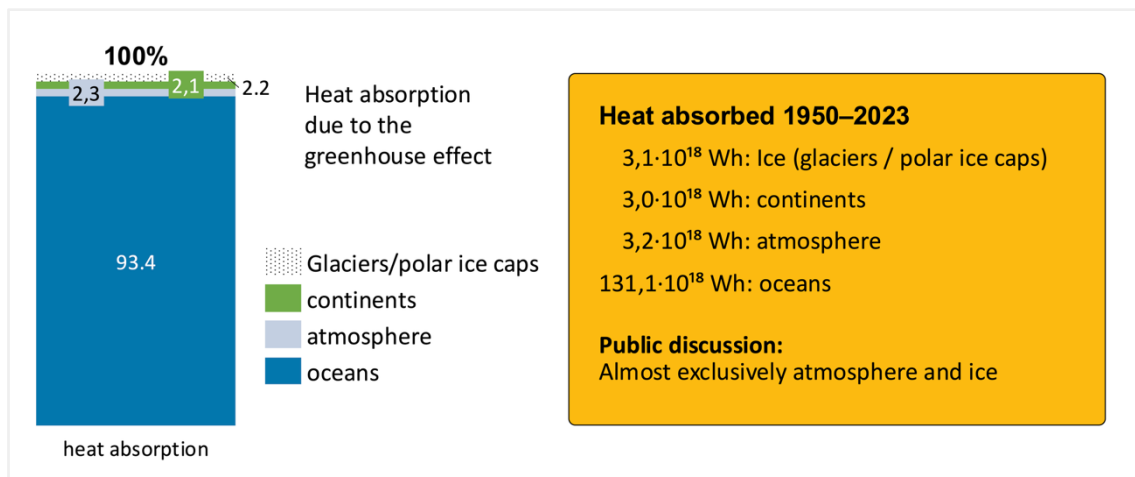 100%
2,1
2.2
2,3
Heat absorption
due to the
greenhouse effect
93.4
Glaciers/polar ice caps
continents
atmosphere
oceans
heat absorption
Heat absorbed 1950–2023
3,1·10¹⁸ Wh: Ice (glaciers / polar ice caps)
3,0·10¹⁸ Wh: continents
3,2·10¹⁸ Wh: atmosphere
131,1·10¹⁸ Wh: oceans
Public discussion:
Almost exclusively atmosphere and ice